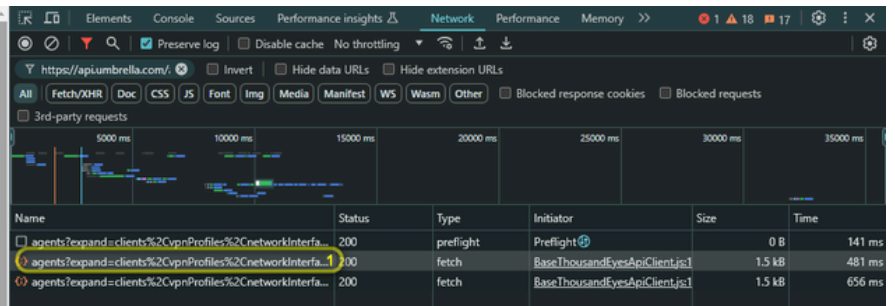 Elements Console Sources Performance insights Network Performance Memory 1 18 17
Preserve log Disable cache No throttling
https://api.umbrella.com/. Invert Hide data URLs Hide extension URLs
All Fetch/XHR Doc CSS JS Font Img Media Manifest WS Wasm Other Blocked response cookies Blocked requests
3rd-party requests
5000 ms 10000 ms 15000 ms 20000 ms 25000 ms 30000 ms 35000 ms
Name Status Type Initiator Size Time
agents?expand=clients%2CvpnProfiles%2CnetworkInterfa... 200 preflight Preflight 0 B 141 ms
agents?expand=clients%2CvpnProfiles%2CnetworkInterfa... 1 200 fetch BaseThousandEyesApiClient.js:1 1.5 kB 481 ms
agents?expand=clients%2CvpnProfiles%2CnetworkInterfa... 200 fetch BaseThousandEyesApiClient.js:1 1.5 kB 656 ms